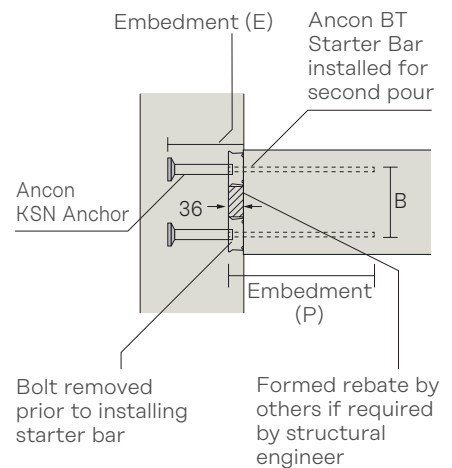 Embedment (E)
Ancon BT
Starter Bar
installed for
second pour
Ancon
KSN Anchor
36
B
Embedment
(P)
Bolt removed
prior to installing
starter bar
Formed rebate by
others if required
by structural
engineer